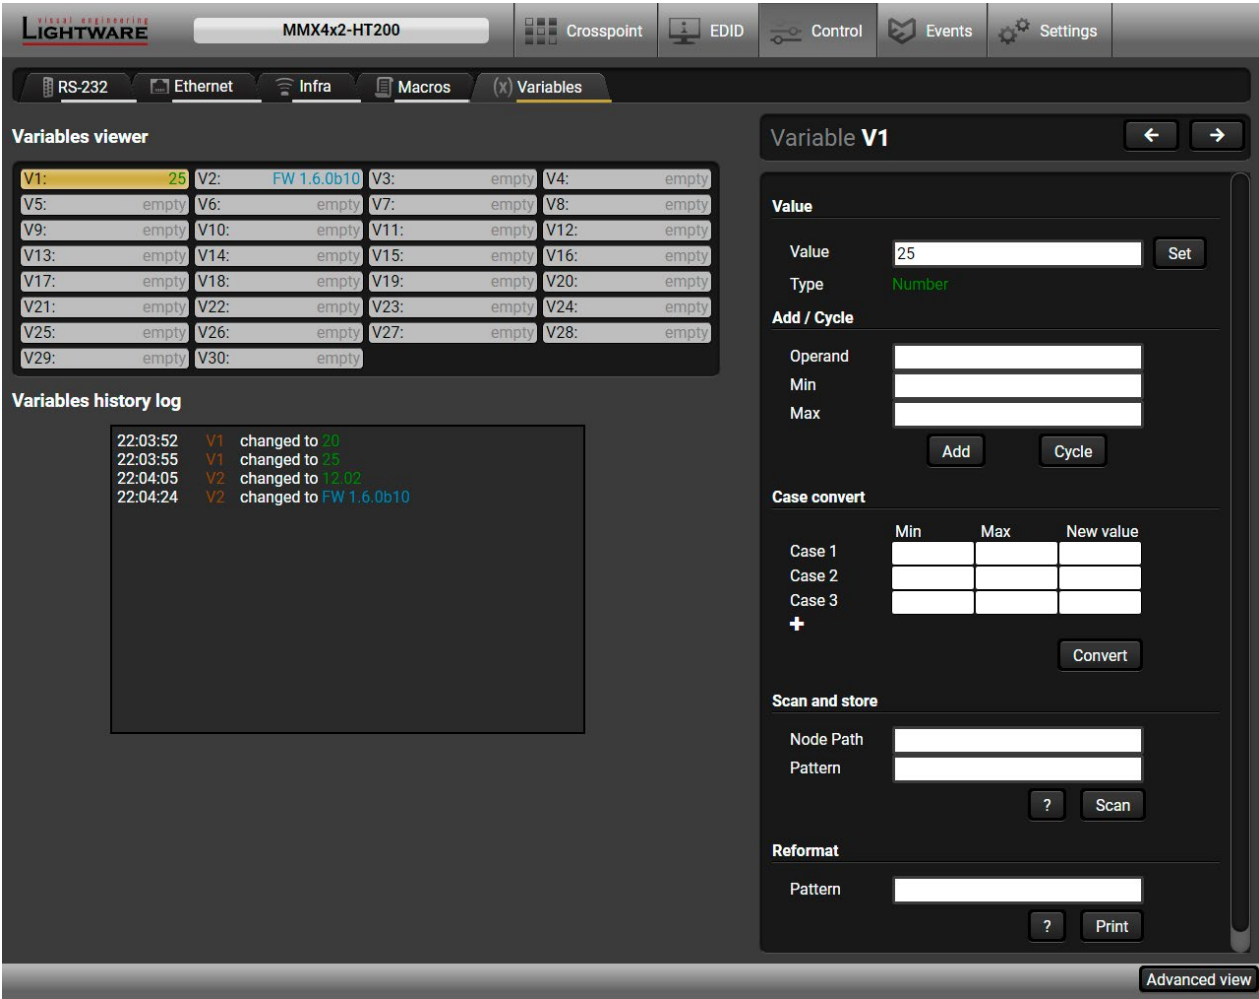 visual engineering
LIGHTWARE
MMX4x2-HT200
Crosspoint
EDID
Control
Events
Settings
RS-232
Ethernet
Infra
Macros
(x) Variables
Variables viewer
V1: 25 V2: FW 1.6.0b10 V3: empty V4: empty
V5: empty V6: empty V7: empty V8: empty
V9: empty V10: empty V11: empty V12: empty
V13: empty V14: empty V15: empty V16: empty
V17: empty V18: empty V19: empty V20: empty
V21: empty V22: empty V23: empty V24: empty
V25: empty V26: empty V27: empty V28: empty
V29: empty V30: empty
Variables history log
22:03:52 V1 changed to 20
22:03:55 V1 changed to 25
22:04:05 V2 changed to 12.02
22:04:24 V2 changed to FW 1.6.0b10
Variable V1
Value
Value 25 Set
Type Number
Add / Cycle
Operand
Min
Max
Add Cycle
Case convert
Min Max New value
Case 1
Case 2
Case 3
Convert
Scan and store
Node Path
Pattern
? Scan
Reformat
Pattern
? Print
Advanced view